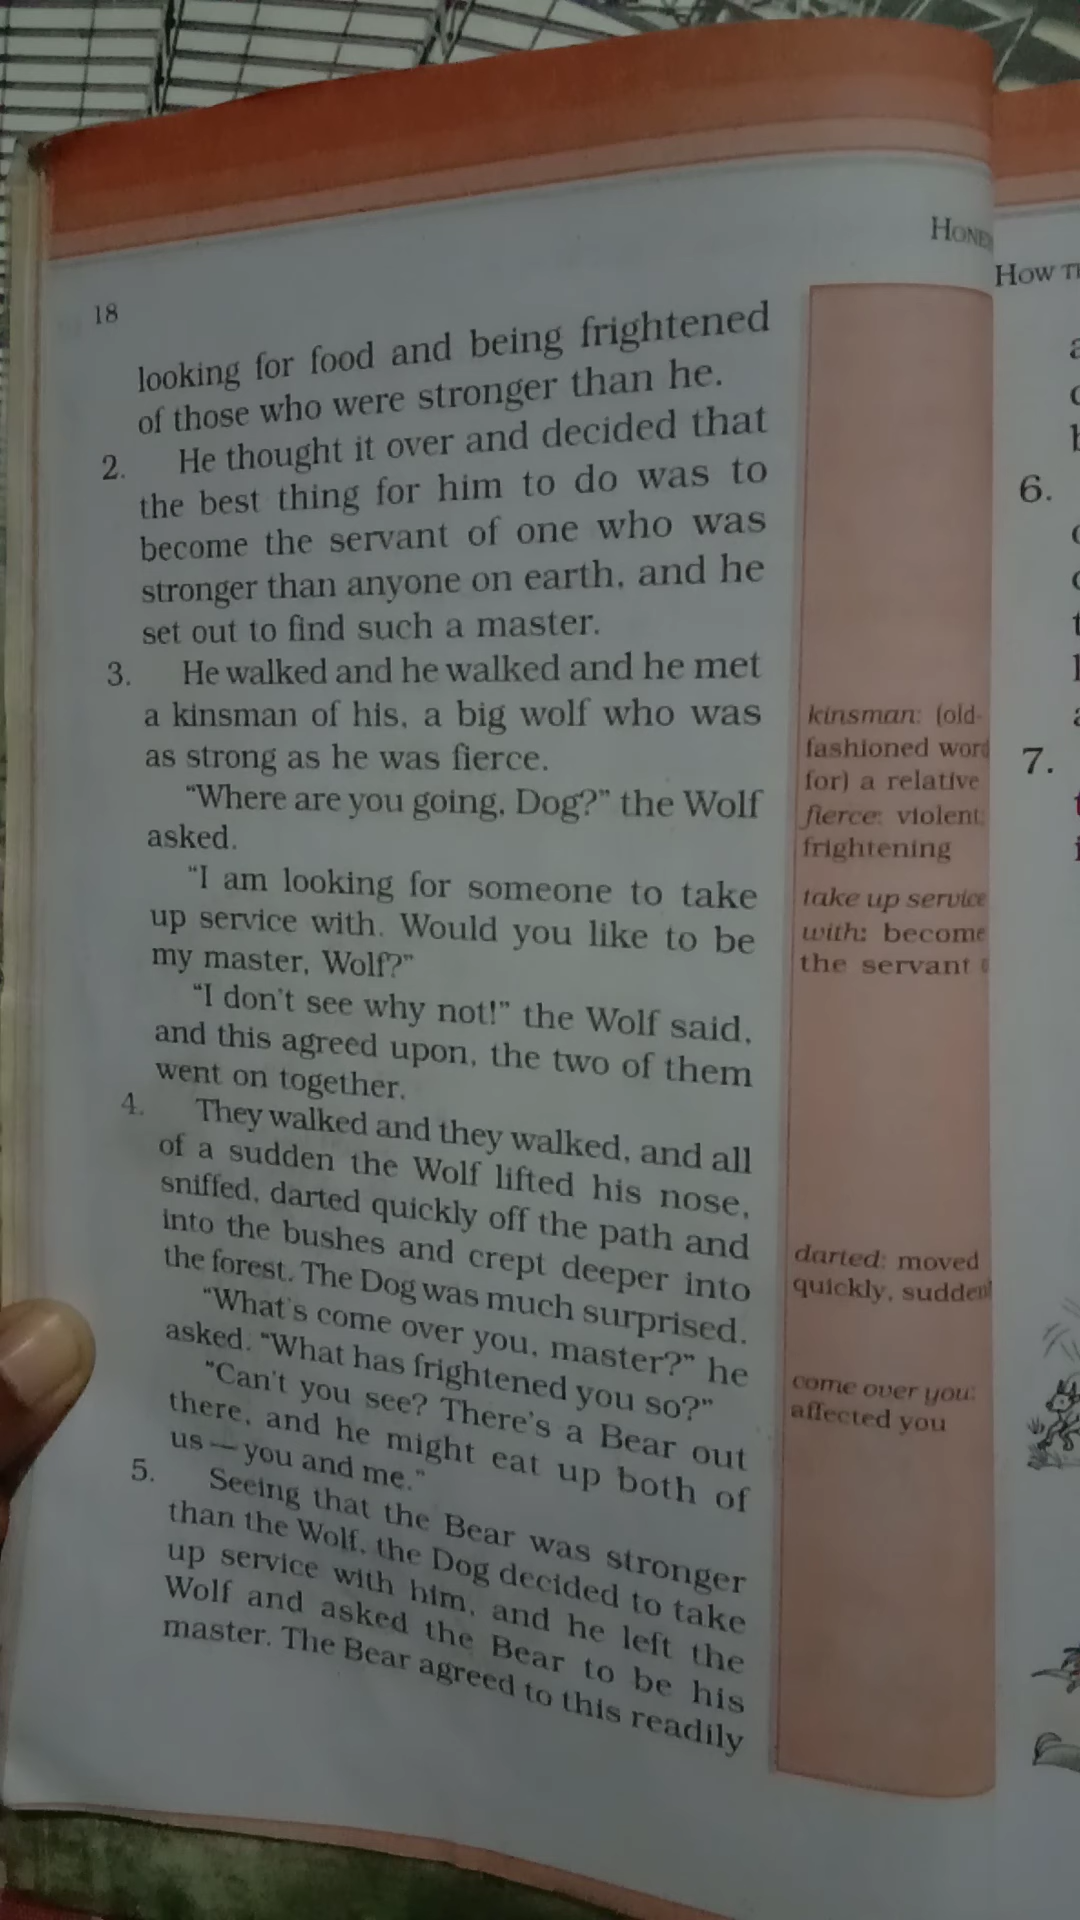 HONE
18
looking for food and being frightened
of those who were stronger than he.
2. He thought it over and decided that
the best thing for him to do was to
become the servant of one who was
stronger than anyone on earth, and he
set out to find such a master.
3. He walked and he walked and he met
a kinsman of his, a big wolf who was
as strong as he was fierce.
“Where are you going, Dog?” the Wolf
asked.
“I am looking for someone to take
up service with. Would you like to be
my master, Wolf?”
“I don't see why not!” the Wolf said,
and this agreed upon, the two of them
went on together.
4. They walked and they walked, and all
of a sudden the Wolf lifted his nose,
sniffed, darted quickly off the path and
into the bushes and crept deeper into
the forest. The Dog was much surprised.
“What's come over you, master?” he
asked. “What has frightened you so?”
“Can't you see? There's a Bear out
there, and he might eat up both of
us — you and me.”
5. Seeing that the Bear was stronger
than the Wolf, the Dog decided to take
up service with him, and he left the
Wolf and asked the Bear to be his
master. The Bear agreed to this readily
kinsman: (old-
fashioned word
for) a relative
fierce: violent;
frightening
take up service
with: become
the servant
darted: moved
quickly,
come over you:
affected you
HOW
6.
7.